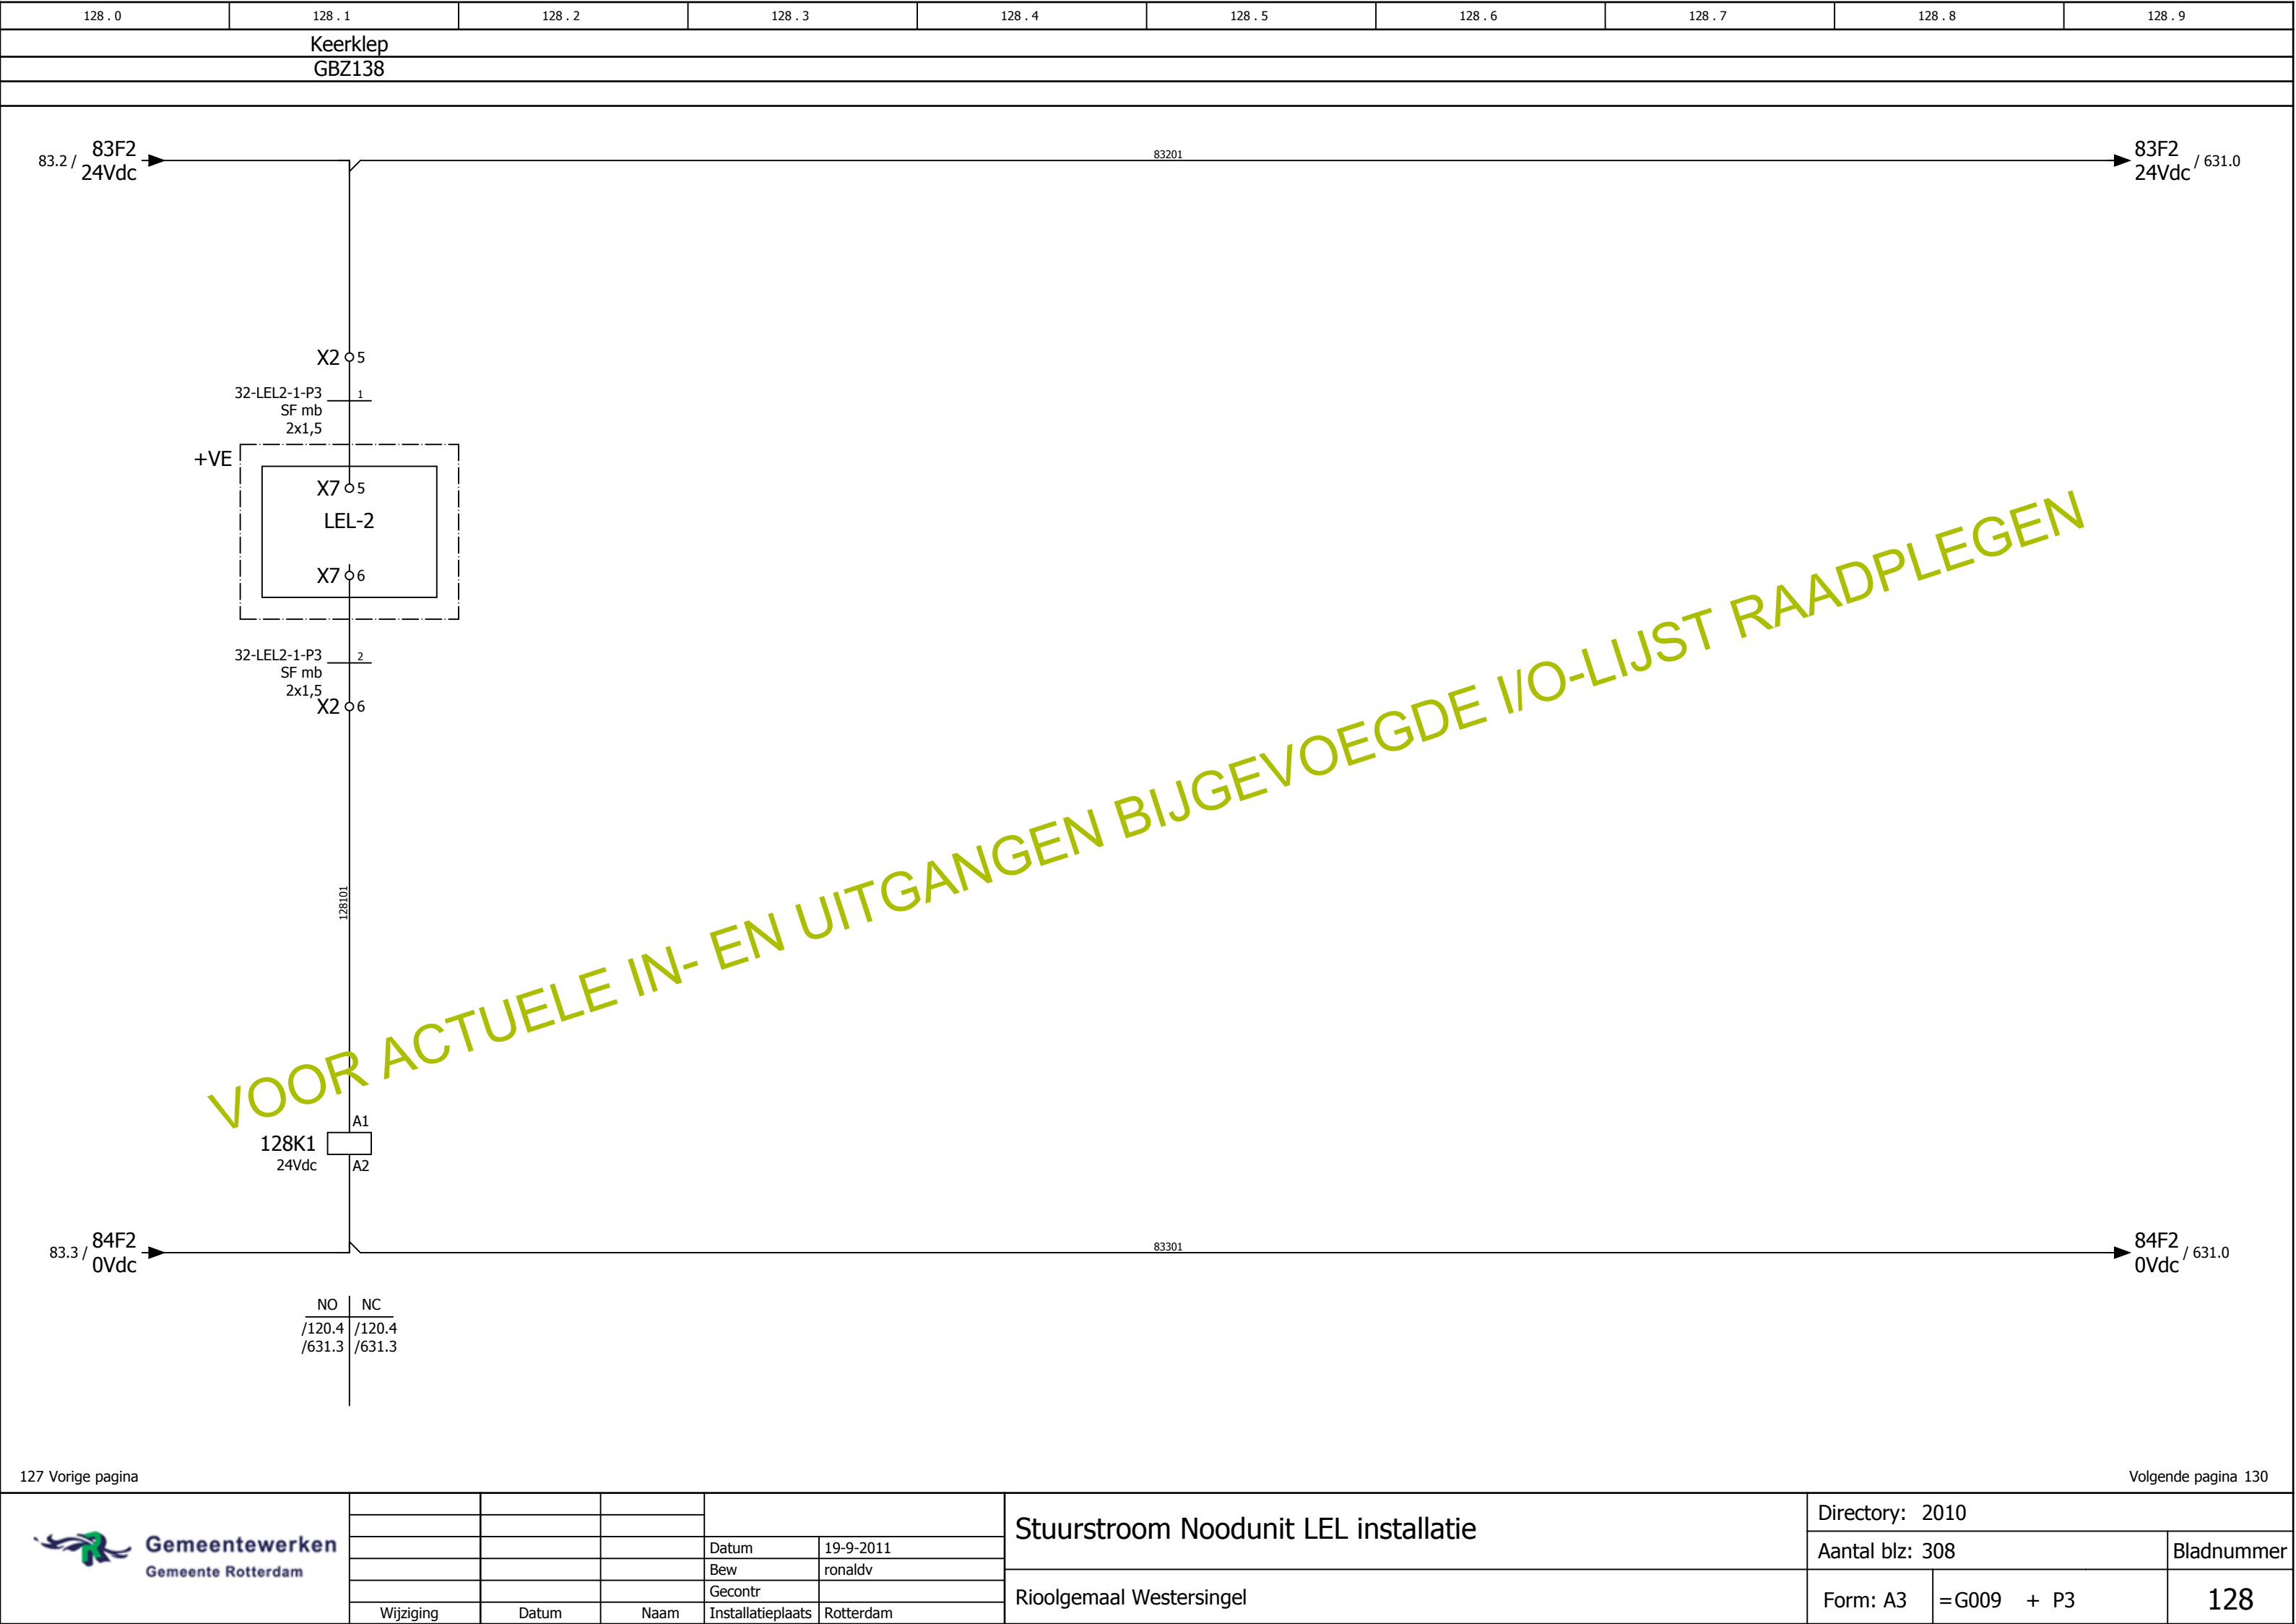 128 . 0 128 . 1 128 . 2 128 . 3 128 . 4 128 . 5 128 . 6 128 . 7 128 . 8 128 . 9
Keerklep
GBZ138
83.2 / 83F2 24Vdc
83201
83F2 24Vdc / 631.0
X2 5
32-LEL2-1-P3 1
SF mb
2x1,5
+VE
X7 5
LEL-2
X7 6
32-LEL2-1-P3 2
SF mb
2x1,5
X2 6
128101
VOOR ACTUELE IN- EN UITGANGEN BIJGEVOEGDE I/O-LIJST RAADPLEGEN
A1
128K1
24Vdc
A2
83.3 / 84F2 0Vdc
83301
84F2 0Vdc / 631.0
NO NC
/120.4 /120.4
/631.3 /631.3
127 Vorige pagina
Volgende pagina 130
Gemeentewerken
Gemeente Rotterdam
Wijziging Datum Naam
Datum 19-9-2011
Bew ronaldv
Gecontr
Installatieplaats Rotterdam
Stuurstroom Noodunit LEL installatie
Rioolgemaal Westersingel
Directory: 2010
Aantal blz: 308
Bladnummer
Form: A3 =G009 + P3
128